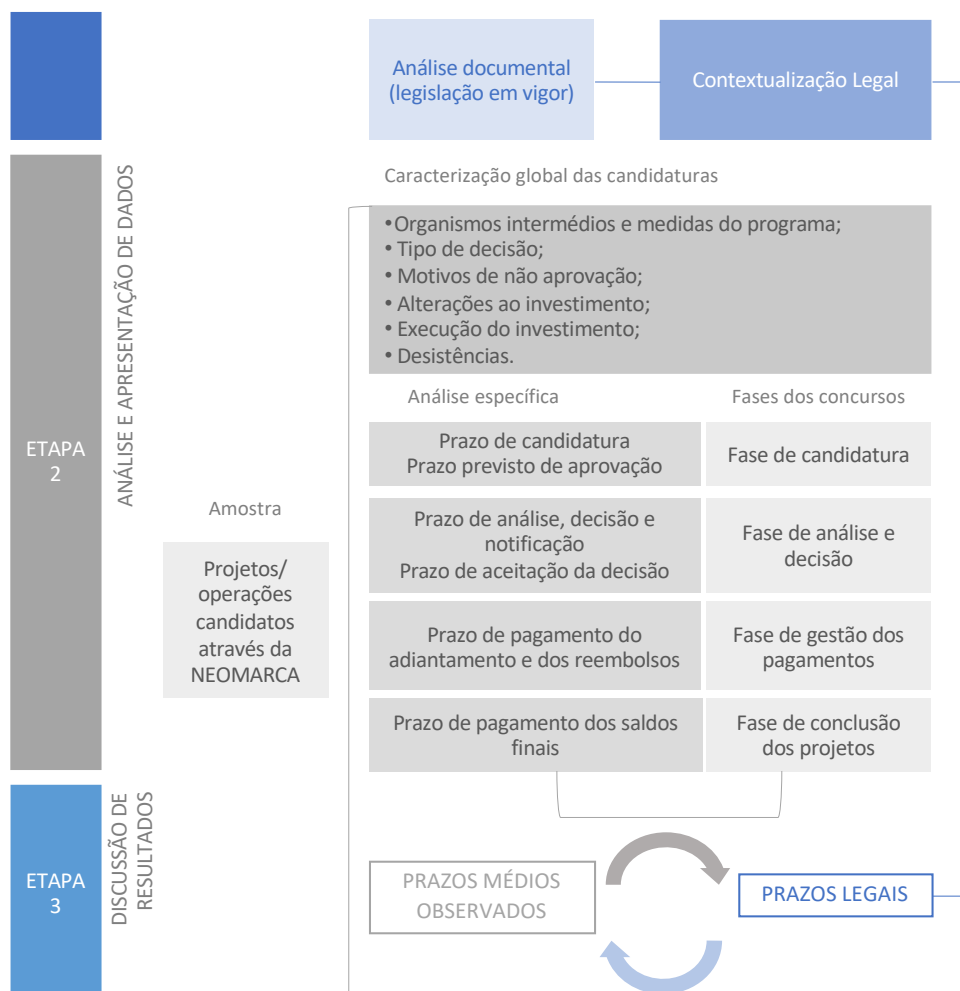 Análise documental
(legislação em vigor)
Contextualização Legal
ETAPA
2
ANÁLISE E APRESENTAÇÃO DE DADOS
Caracterização global das candidaturas
• Organismos intermédios e medidas do programa;
• Tipo de decisão;
• Motivos de não aprovação;
• Alterações ao investimento;
• Execução do investimento;
• Desistências.
Análise específica
Fases dos concursos
Prazo de candidatura
Prazo previsto de aprovação
Fase de candidatura
Amostra
Projetos/
operações
candidatos
através da
NEOMARCA
Prazo de análise, decisão e
notificação
Prazo de aceitação da decisão
Fase de análise e
decisão
Prazo de pagamento do
adiantamento e dos reembolsos
Fase de gestão dos
pagamentos
Prazo de pagamento dos saldos
finais
Fase de conclusão
dos projetos
ETAPA
3
DISCUSSÃO DE
RESULTADOS
PRAZOS MÉDIOS
OBSERVADOS
PRAZOS LEGAIS